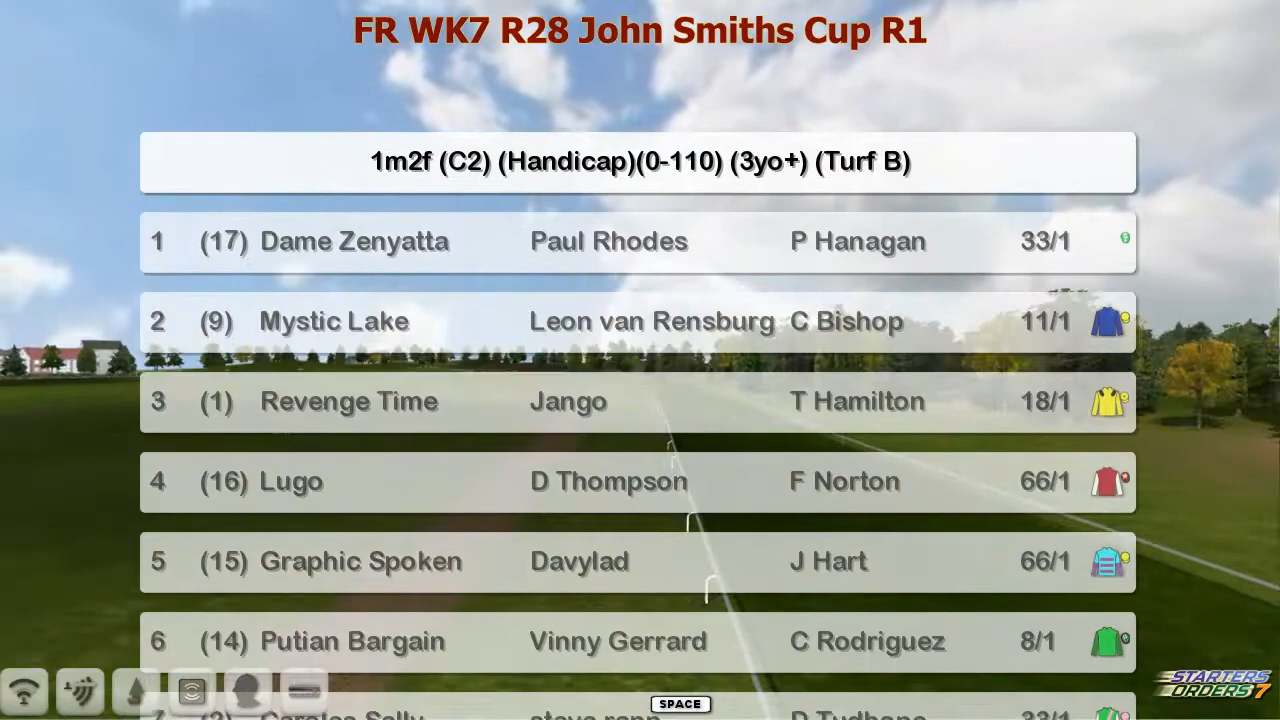 FR WK7 R28 John Smiths Cup R1
1m2f (C2) (Handicap)(0-110) (3yo+) (Turf B)
1 (17) Dame Zenyatta Paul Rhodes P Hanagan 33/1
2 (9) Mystic Lake Leon van Rensburg C Bishop 11/1
3 (1) Revenge Time Jango T Hamilton 18/1
4 (16) Lugo D Thompson F Norton 66/1
5 (15) Graphic Spoken Davylad J Hart 66/1
6 (14) Putian Bargain Vinny Gerrard C Rodriguez 8/1
SPACE
STARTERS
ORDERS 7